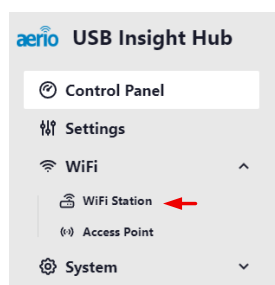 aerio USB Insight Hub
Control Panel
Settings
WiFi
WiFi Station
Access Point
System